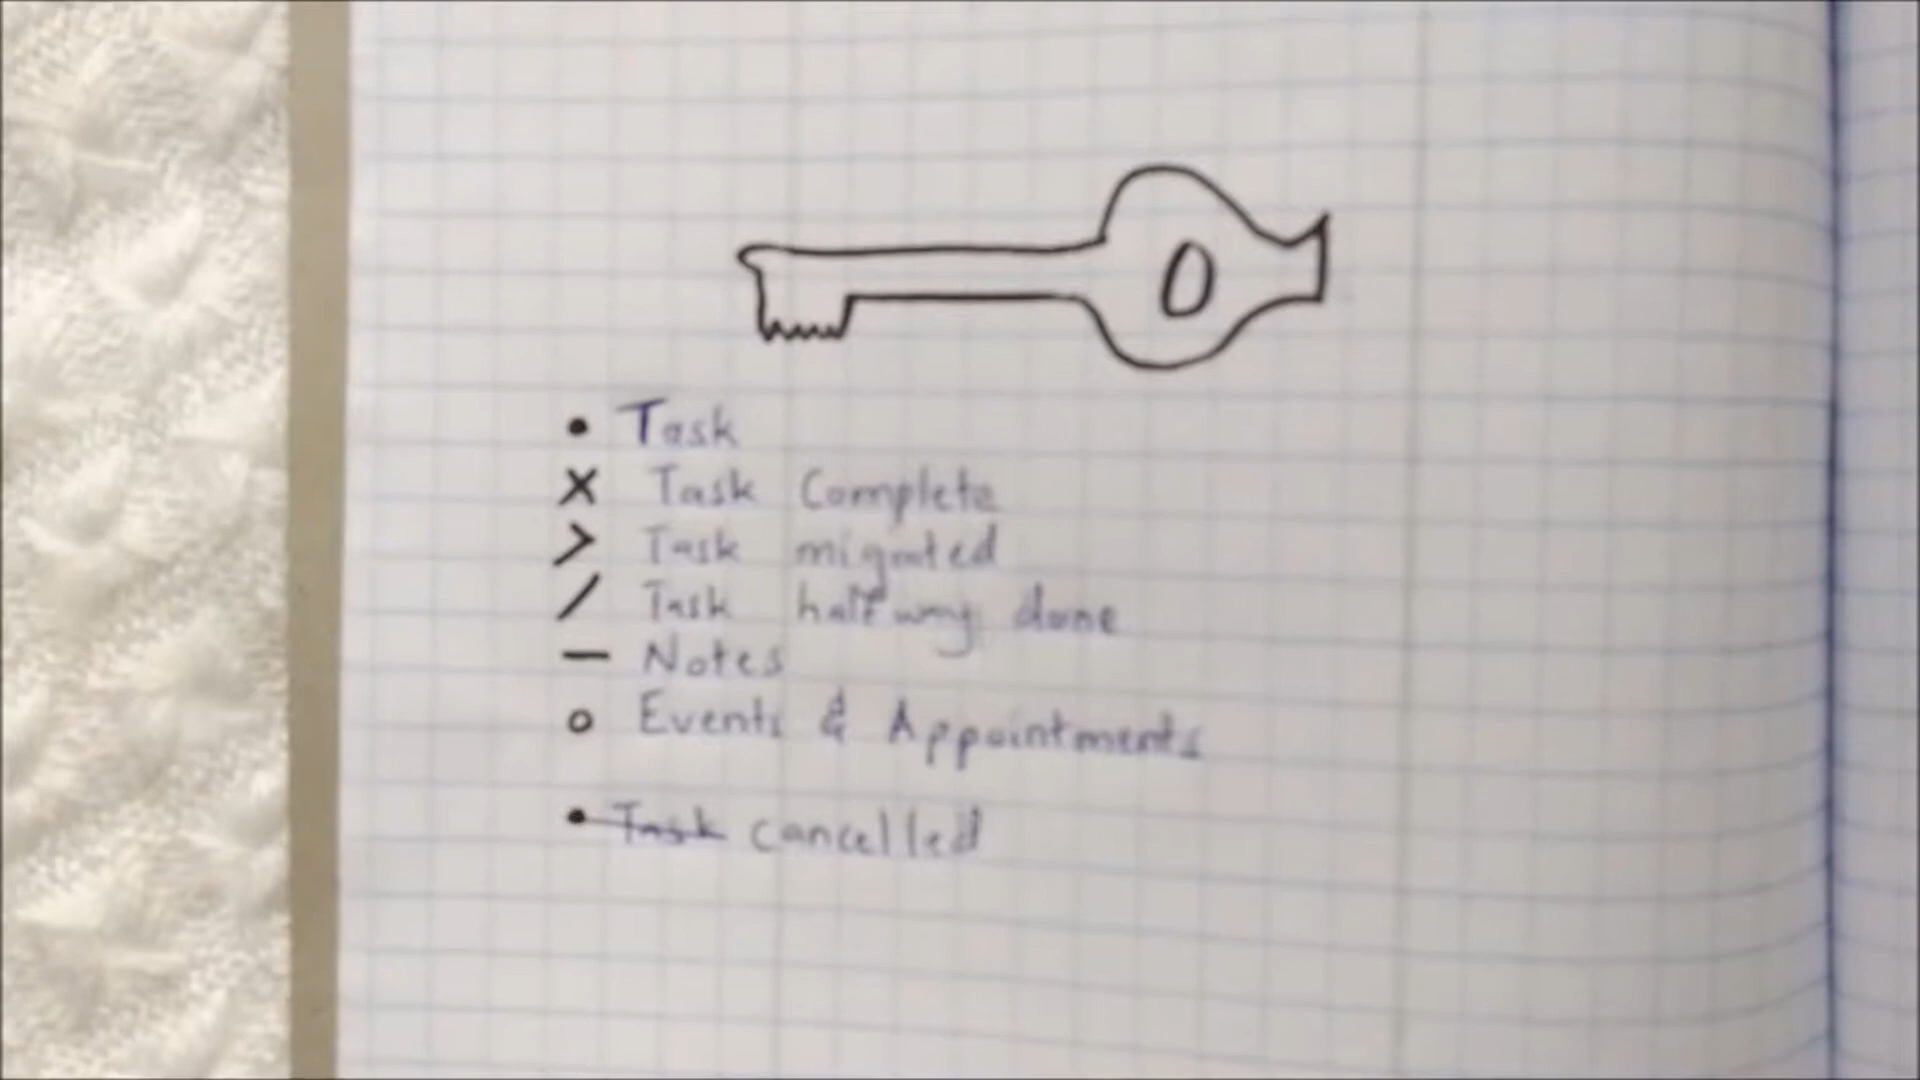 • Task
x Task Complete
> Task migrated
/ Task halfway done
— Notes
o Events & Appointments
• Task cancelled